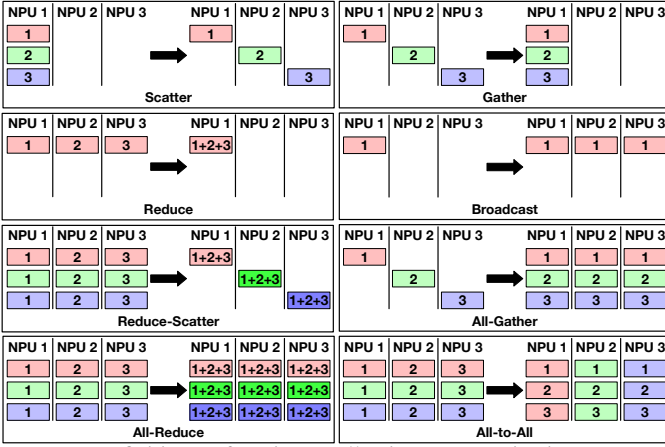 NPU 1 NPU 2 NPU 3 NPU 1 NPU 2 NPU 3
1 1
2 2
3 3
Scatter
NPU 1 NPU 2 NPU 3 NPU 1 NPU 2 NPU 3
1 1
2 2
3 3
Gather
NPU 1 NPU 2 NPU 3 NPU 1 NPU 2 NPU 3
1 2 3 1+2+3
Reduce
NPU 1 NPU 2 NPU 3 NPU 1 NPU 2 NPU 3
1 1 1 1
Broadcast
NPU 1 NPU 2 NPU 3 NPU 1 NPU 2 NPU 3
1 2 3 1+2+3
1 2 3 1+2+3
1 2 3 1+2+3
Reduce-Scatter
NPU 1 NPU 2 NPU 3 NPU 1 NPU 2 NPU 3
1 1 1 1
2 2 2 2
3 3 3 3
All-Gather
NPU 1 NPU 2 NPU 3 NPU 1 NPU 2 NPU 3
1 2 3 1+2+3 1+2+3 1+2+3
1 2 3 1+2+3 1+2+3 1+2+3
1 2 3 1+2+3 1+2+3 1+2+3
All-Reduce
NPU 1 NPU 2 NPU 3 NPU 1 NPU 2 NPU 3
1 2 3 1 1 1
1 2 3 2 2 2
1 2 3 3 3 3
All-to-All